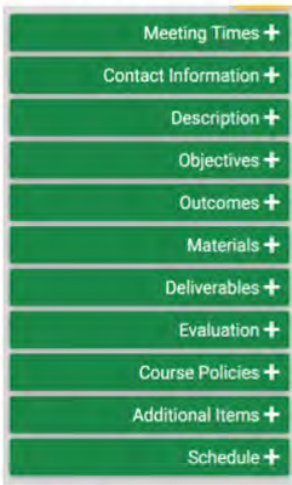 Meeting Times +
Contact Information +
Description +
Objectives +
Outcomes +
Materials +
Deliverables +
Evaluation +
Course Policies +
Additional Items +
Schedule +